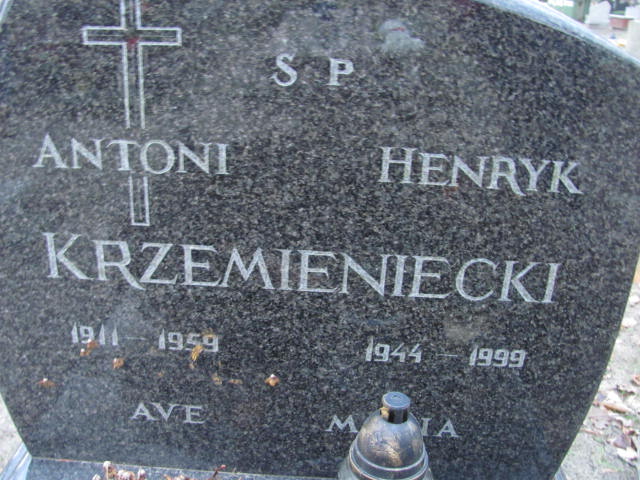 S P
ANTONI HENRYK
KRZEMIENIECKI
1911 - 1959 1944 - 1999
AVE